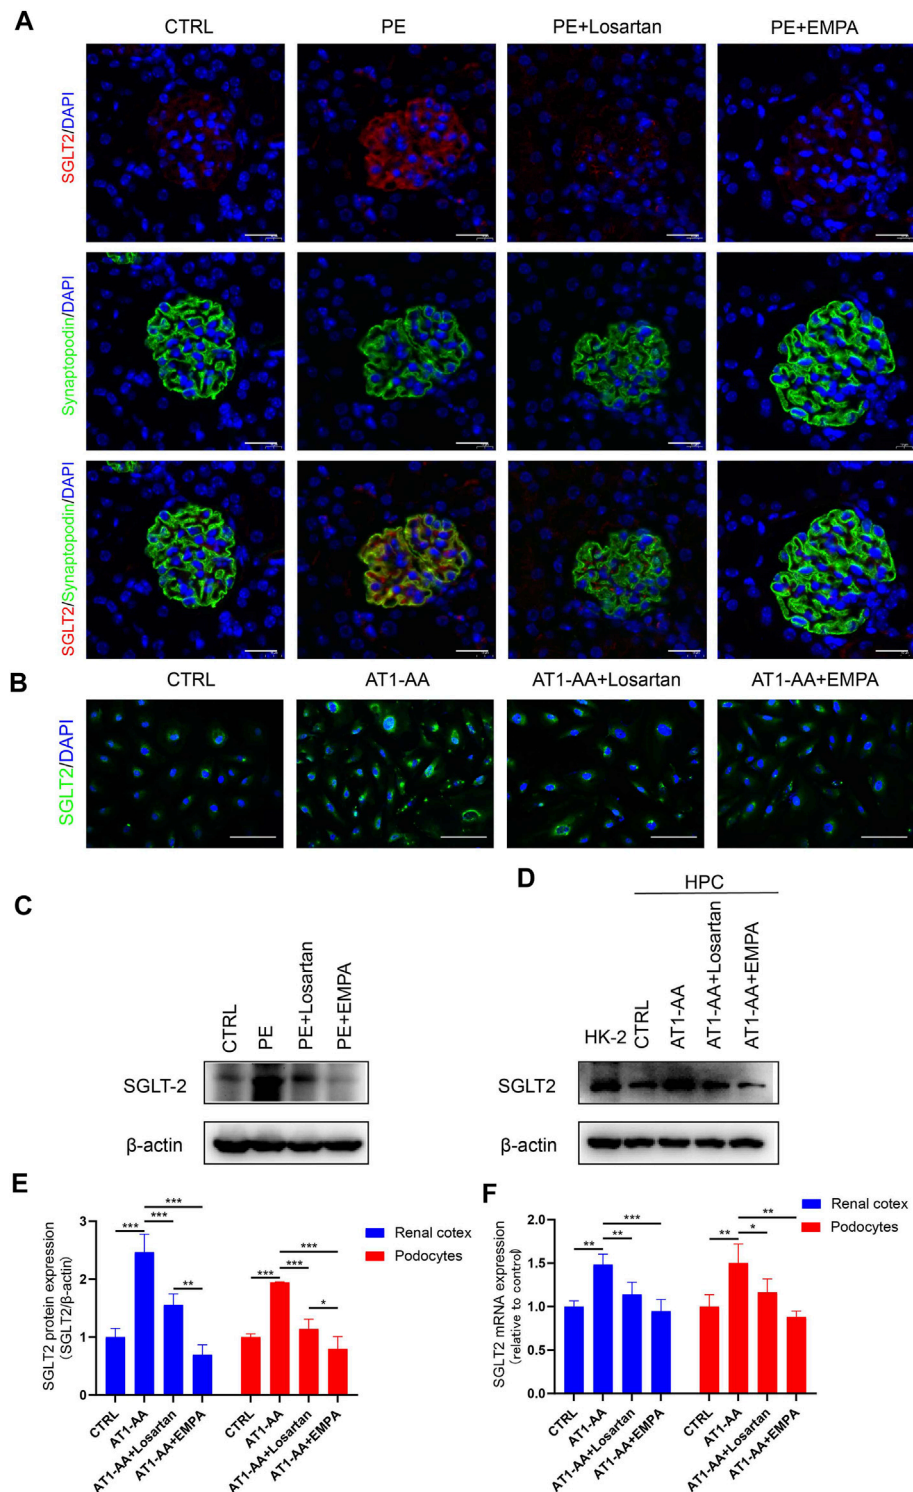 A
CTRL
PE
PE+Losartan
PE+EMPA
SGLT2/DAPI
Synaptopodin/DAPI
SGLT2/Synaptopodin/DAPI
B
CTRL
AT1-AA
AT1-AA+Losartan
AT1-AA+EMPA
SGLT2/DAPI
C
CTRL
PE
PE+Losartan
PE+EMPA
SGLT-2
β-actin
D
HPC
HK-2
CTRL
AT1-AA
AT1-AA+Losartan
AT1-AA+EMPA
SGLT2
β-actin
E
SGLT2 protein expression
(SGLT2/β-actin)
3
2
1
0
***
***
***
**
***
***
***
*
Renal cotex
Podocytes
CTRL
AT1-AA
AT1-AA+Losartan
AT1-AA+EMPA
CTRL
AT1-AA
AT1-AA+Losartan
AT1-AA+EMPA
F
SGLT2 mRNA expression
(relative to control)
2.0
1.5
1.0
0.5
0.0
***
**
**
**
**
*
Renal cotex
Podocytes
CTRL
AT1-AA
AT1-AA+Losartan
AT1-AA+EMPA
CTRL
AT1-AA
AT1-AA+Losartan
AT1-AA+EMPA